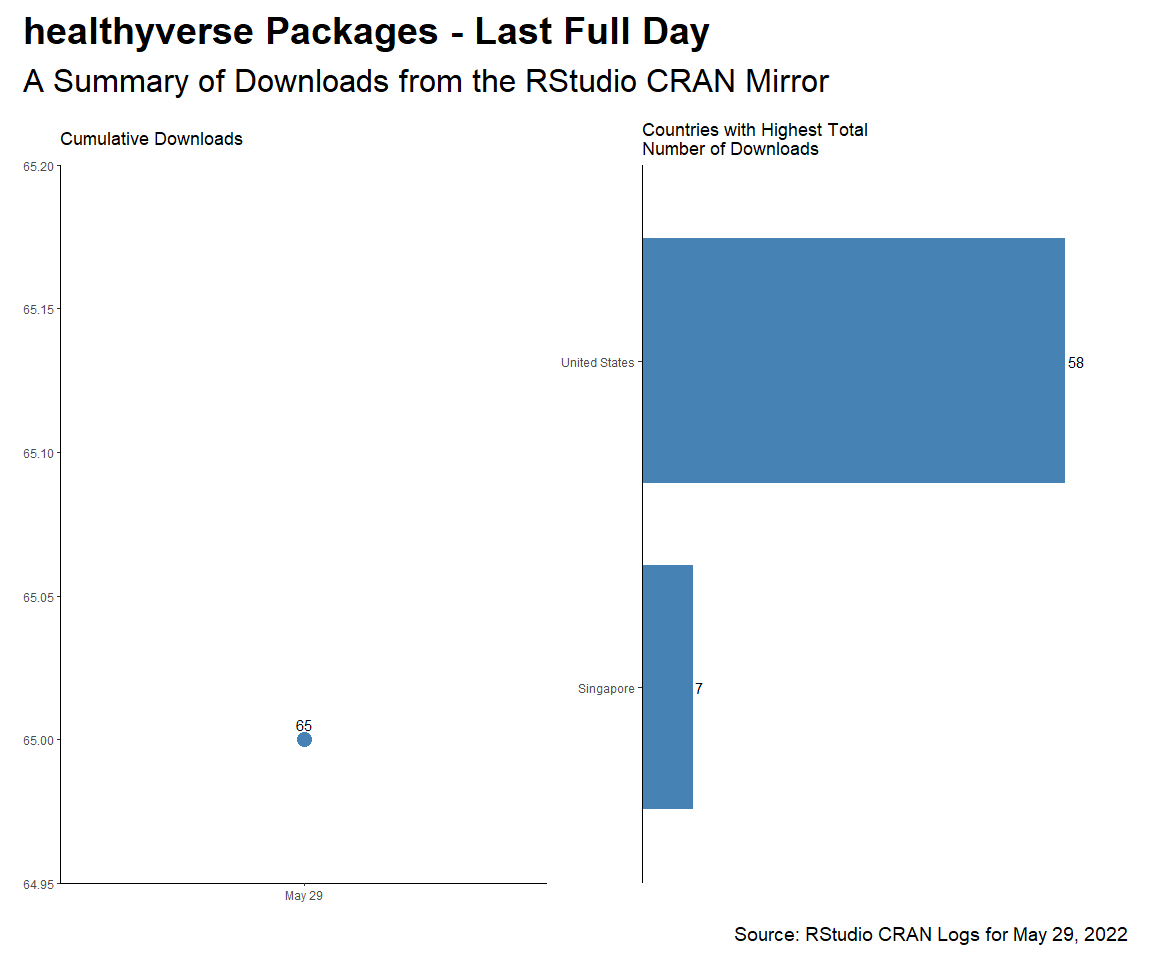 healthyverse Packages - Last Full Day
A Summary of Downloads from the RStudio CRAN Mirror
Cumulative Downloads
65.20
65.15
65.10
65.05
65.00
64.95
65
May 29
Countries with Highest Total
Number of Downloads
United States
58
Singapore
7
Source: RStudio CRAN Logs for May 29, 2022